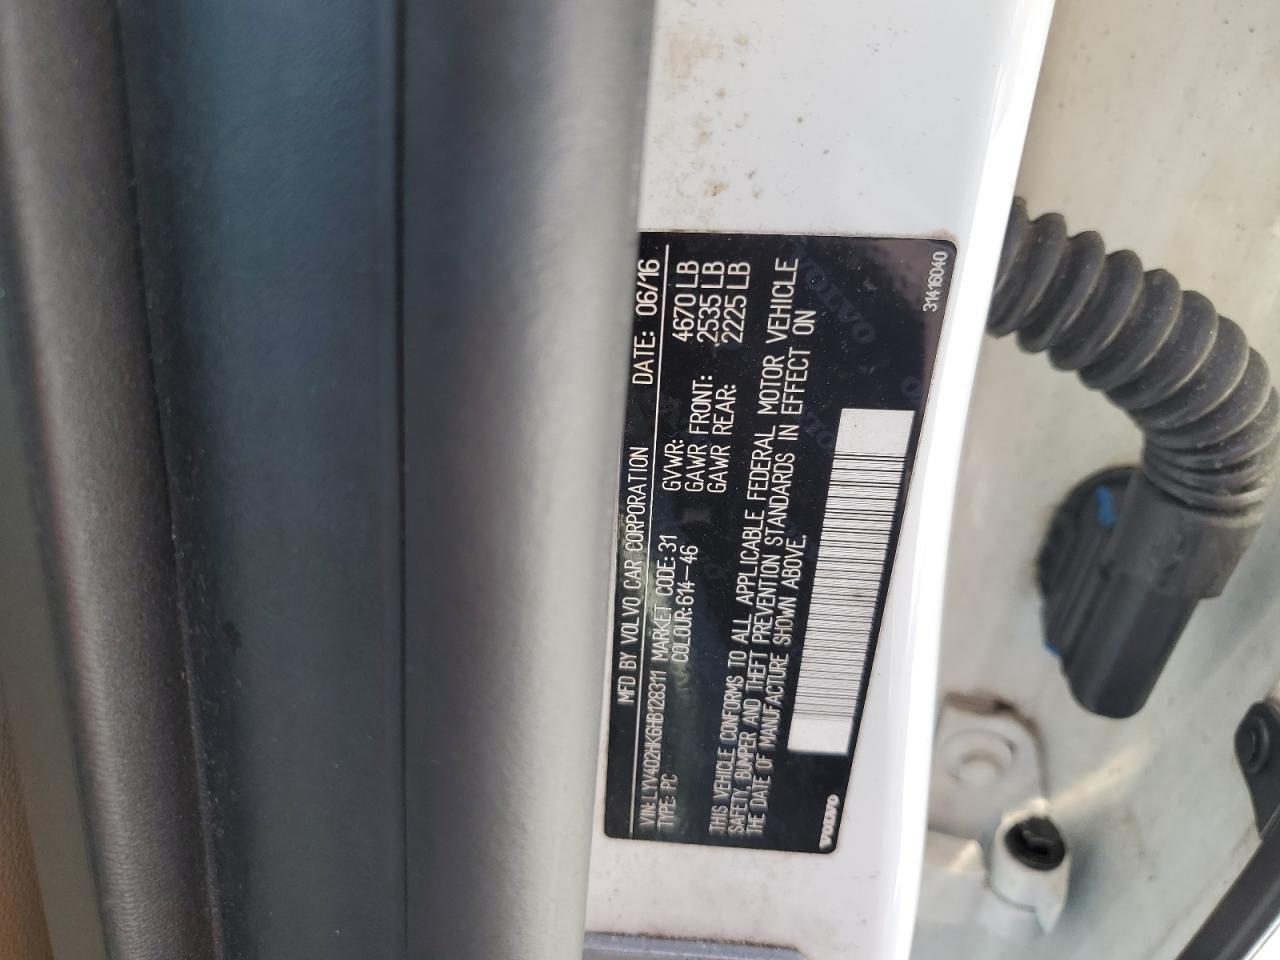 MFD BY VOLVO CAR CORPORATION DATE: 06/16
VIN: LYV402HKGHB128311 MARKET CODE: 31 GVWR: 4670 LB
TYPE: PC COLOUR: 614-46 GAWR FRONT: 2535 LB
GAWR REAR: 2225 LB
THIS VEHICLE CONFORMS TO ALL APPLICABLE FEDERAL MOTOR VEHICLE
SAFETY, BUMPER AND THEFT PREVENTION STANDARDS IN EFFECT ON
THE DATE OF MANUFACTURE SHOWN ABOVE.
VOLVO
31416040